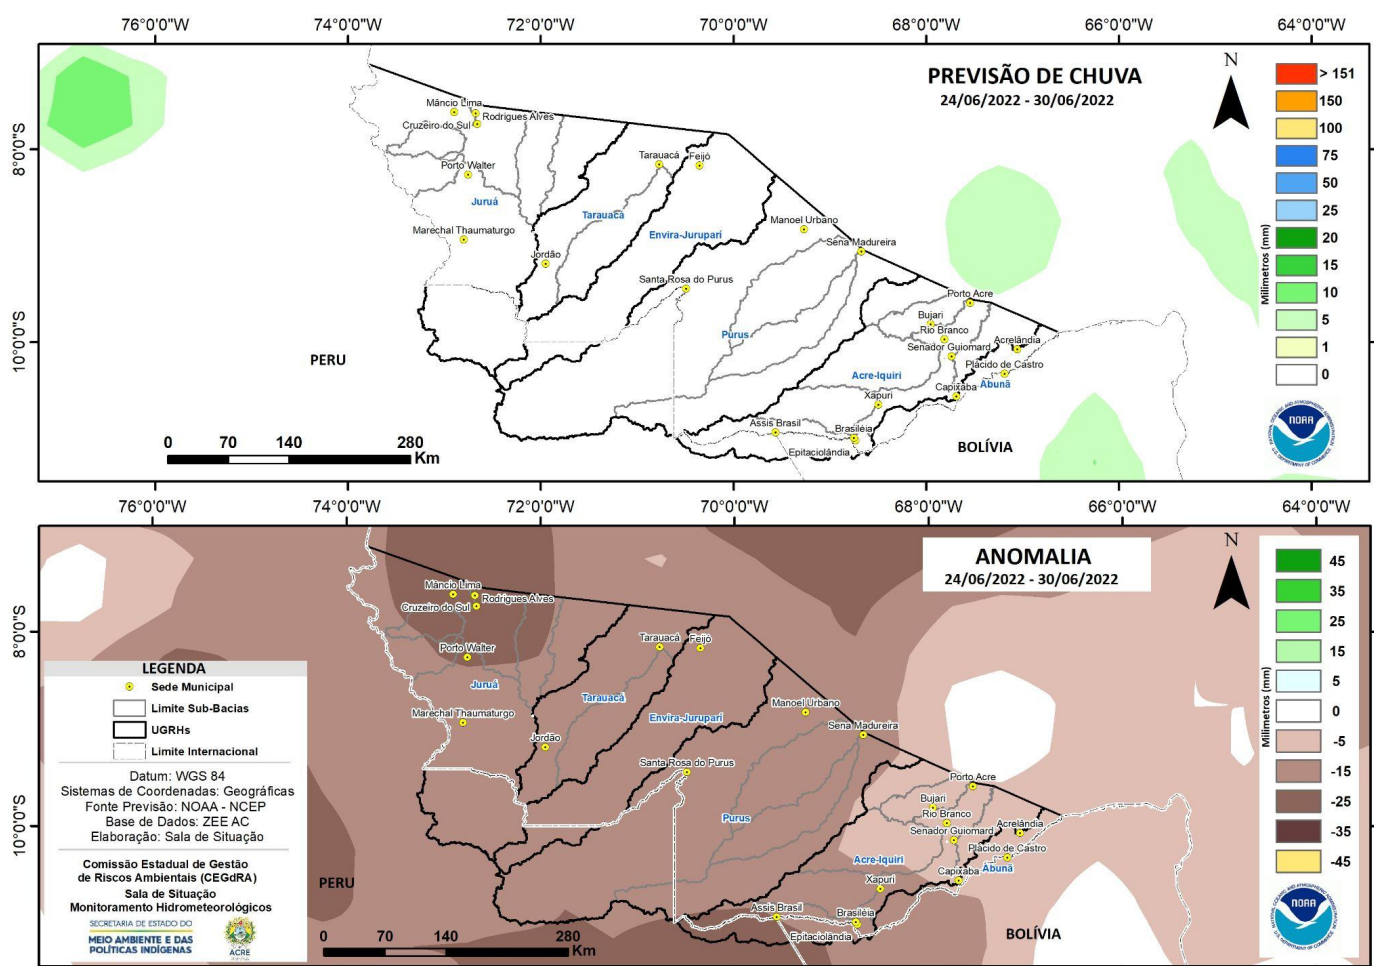 76°0'0"W 74°0'0"W 72°0'0"W 70°0'0"W 68°0'0"W 66°0'0"W 64°0'0"W
PREVISÃO DE CHUVA
24/06/2022 - 30/06/2022
N
> 151
150
100
75
50
25
20
15
10
5
1
0
Milímetros (mm)
8°0'0"S
10°0'0"S
Mâncio Lima
Rodrigues Alves
Cruzeiro do Sul
Porto Walter
Juruá
Marechal Thaumaturgo
Tarauacá
Feijó
Tarauacá
Envira-Jurupari
Jordão
Manoel Urbano
Sena Madureira
Santa Rosa do Purus
Purus
Porto Acre
Bujari
Rio Branco
Senador Guiomard
Acrelândia
Plácido de Castro
Abunã
Acre-Iquiri
Capixaba
Xapuri
Assis Brasil
Brasiléia
Epitaciolândia
PERU
BOLÍVIA
0 70 140 280
Km
NOAA
76°0'0"W 74°0'0"W 72°0'0"W 70°0'0"W 68°0'0"W 66°0'0"W 64°0'0"W
ANOMALIA
24/06/2022 - 30/06/2022
N
45
35
25
15
5
0
-5
-15
-25
-35
-45
Milímetros (mm)
8°0'0"S
10°0'0"S
Mâncio Lima
Rodrigues Alves
Cruzeiro do Sul
Porto Walter
Juruá
Marechal Thaumaturgo
Tarauacá
Feijó
Tarauacá
Envira-Jurupari
Jordão
Manoel Urbano
Sena Madureira
Santa Rosa do Purus
Purus
Porto Acre
Bujari
Rio Branco
Senador Guiomard
Acrelândia
Plácido de Castro
Abunã
Acre-Iquiri
Capixaba
Xapuri
Assis Brasil
Brasiléia
Epitaciolândia
PERU
BOLÍVIA
0 70 140 280
Km
NOAA
LEGENDA
Sede Municipal
Limite Sub-Bacias
UGRHs
Limite Internacional
Datum: WGS 84
Sistemas de Coordenadas: Geográficas
Fonte Previsão: NOAA - NCEP
Base de Dados: ZEE AC
Elaboração: Sala de Situação
Comissão Estadual de Gestão
de Riscos Ambientais (CEGdRA)
Sala de Situação
Monitoramento Hidrometeorológicos
SECRETARIA DE ESTADO DO
MEIO AMBIENTE E DAS
POLÍTICAS INDÍGENAS
ACRE